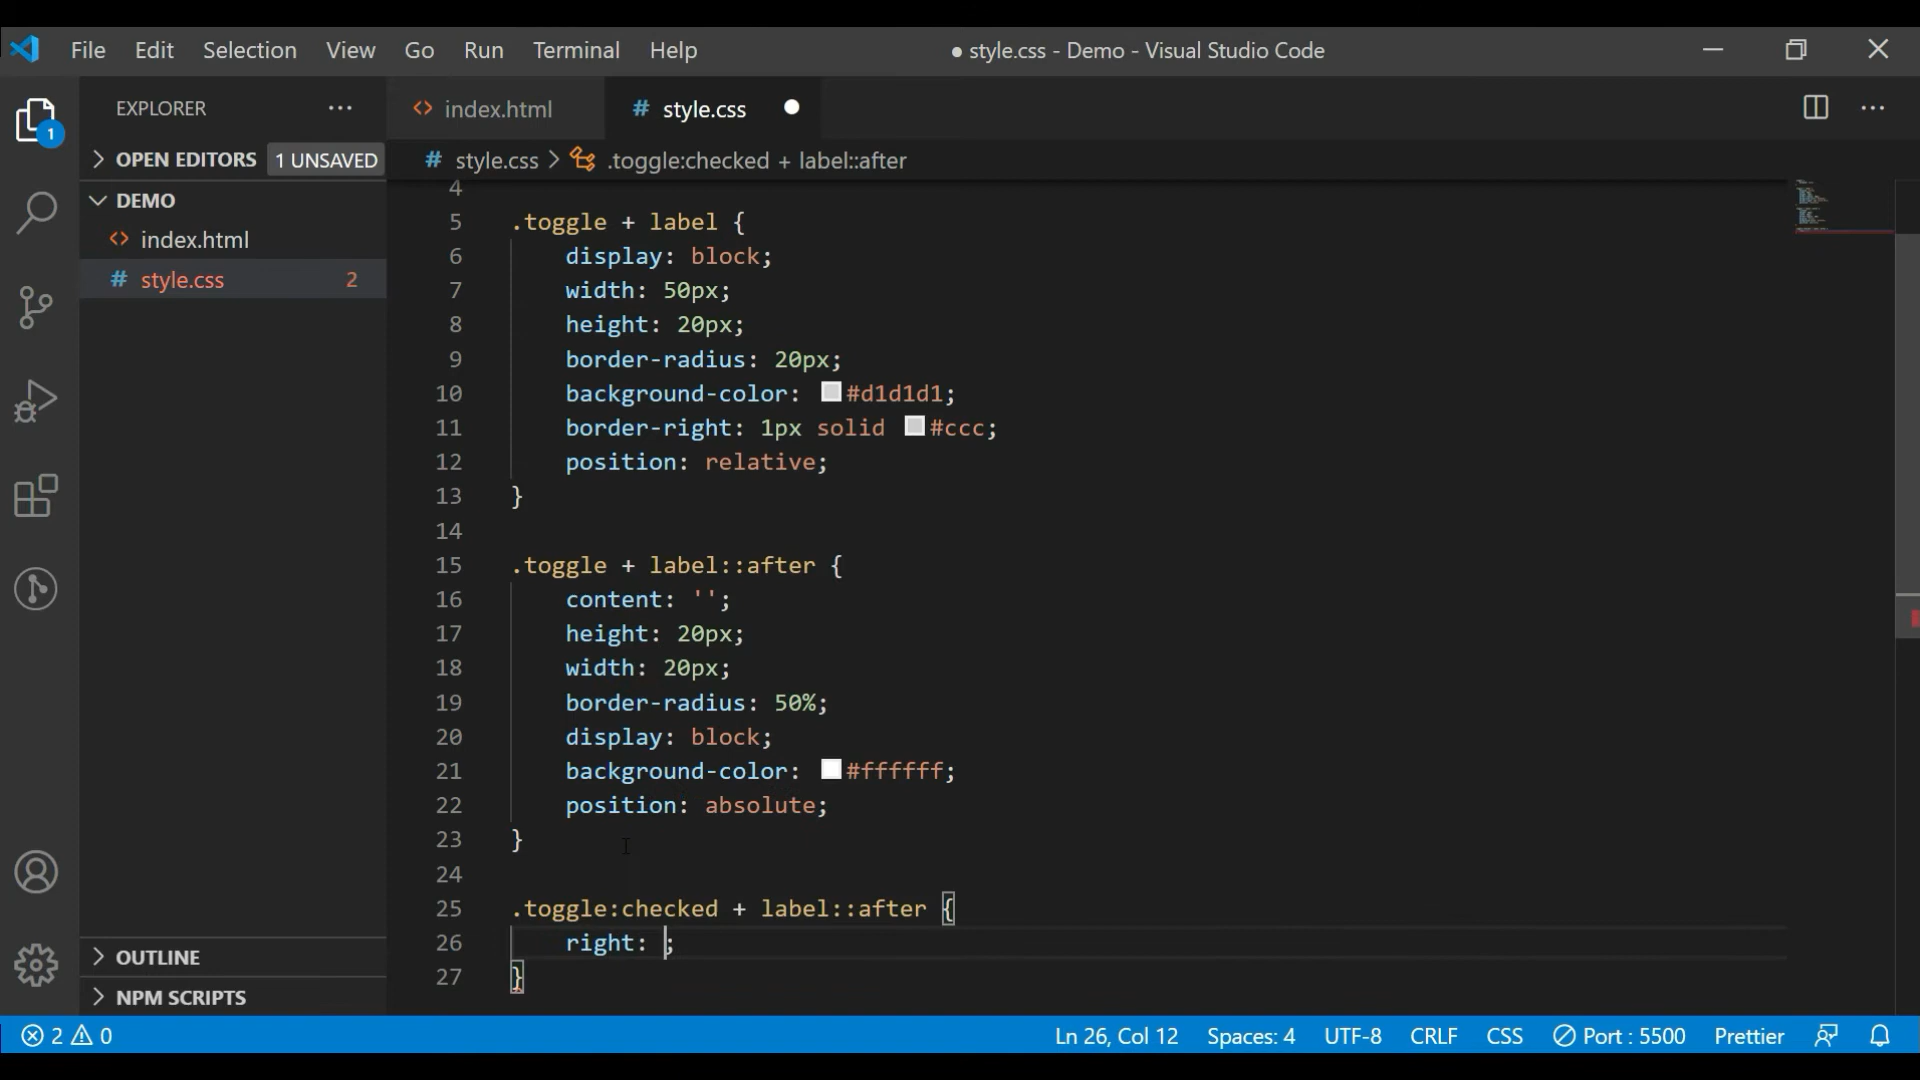 File Edit Selection View Go Run Terminal Help
● style.css - Demo - Visual Studio Code
EXPLORER
1
OPEN EDITORS 1 UNSAVED
DEMO
index.html
style.css 2
OUTLINE
NPM SCRIPTS
index.html
# style.css
# style.css > .toggle:checked + label::after
4
5 .toggle + label {
6 display: block;
7 width: 50px;
8 height: 20px;
9 border-radius: 20px;
10 background-color: #d1d1d1;
11 border-right: 1px solid #ccc;
12 position: relative;
13 }
14
15 .toggle + label::after {
16 content: '';
17 height: 20px;
18 width: 20px;
19 border-radius: 50%;
20 display: block;
21 background-color: #ffffff;
22 position: absolute;
23 }
24
25 .toggle:checked + label::after {
26 right: ;
27 }
2 0
Ln 26, Col 12 Spaces: 4 UTF-8 CRLF CSS Port : 5500 Prettier